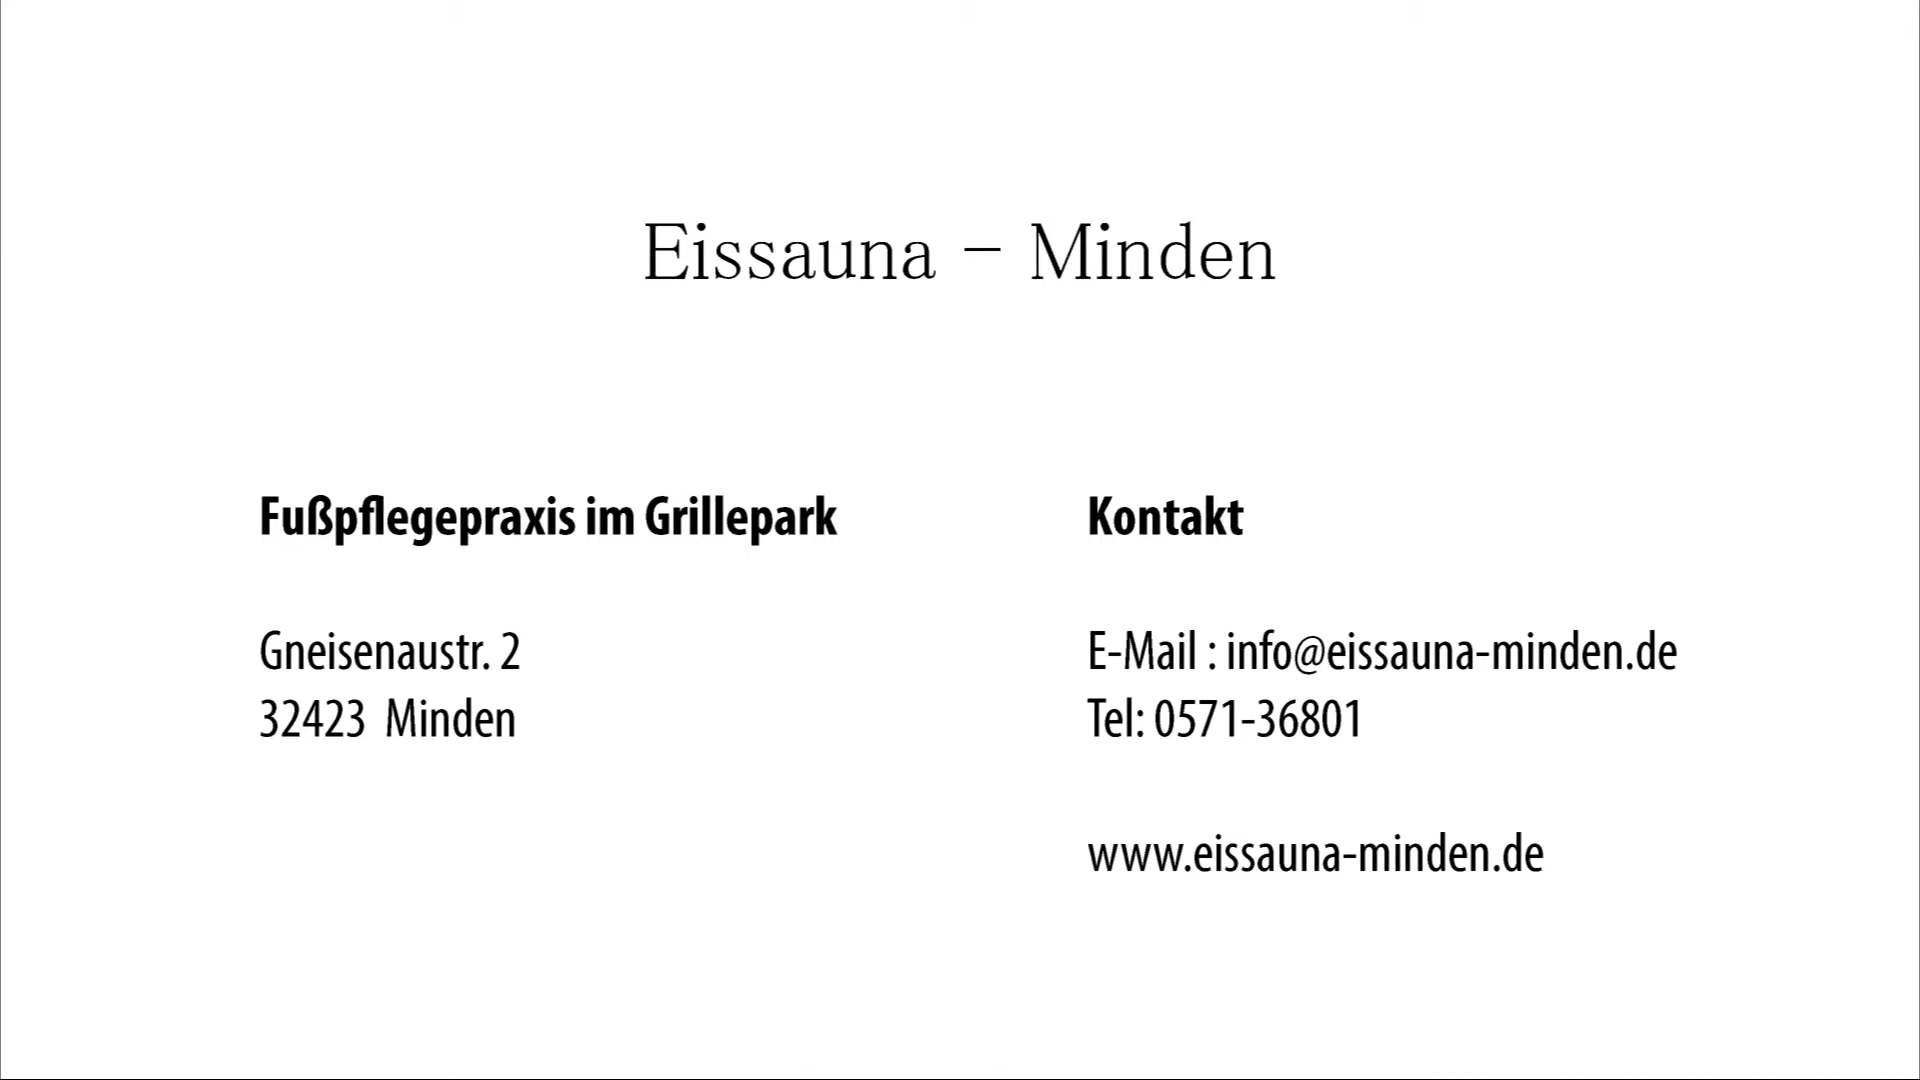 Eissauna - Minden
Fußpflegepraxis im Grillepark
Gneisenaustr. 2
32423  Minden
Kontakt
E-Mail : info@eissauna-minden.de
Tel: 0571-36801
www.eissauna-minden.de